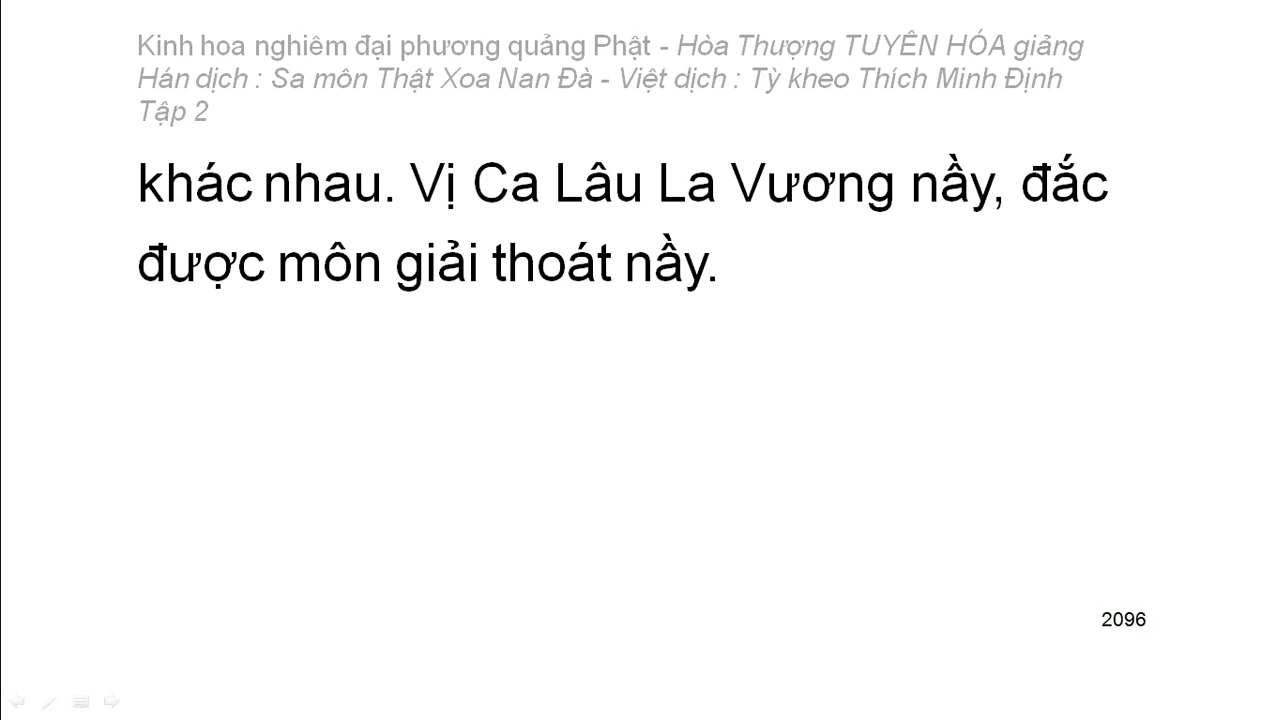 Kinh hoa nghiêm đại phương quảng Phật - Hòa Thượng TUYÊN HÓA giảng
Hán dịch : Sa môn Thật Xoa Nan Đà - Việt dịch : Tỳ kheo Thích Minh Định
Tập 2
khác nhau. Vị Ca Lâu La Vương nầy, đắc
được môn giải thoát nầy.
2096